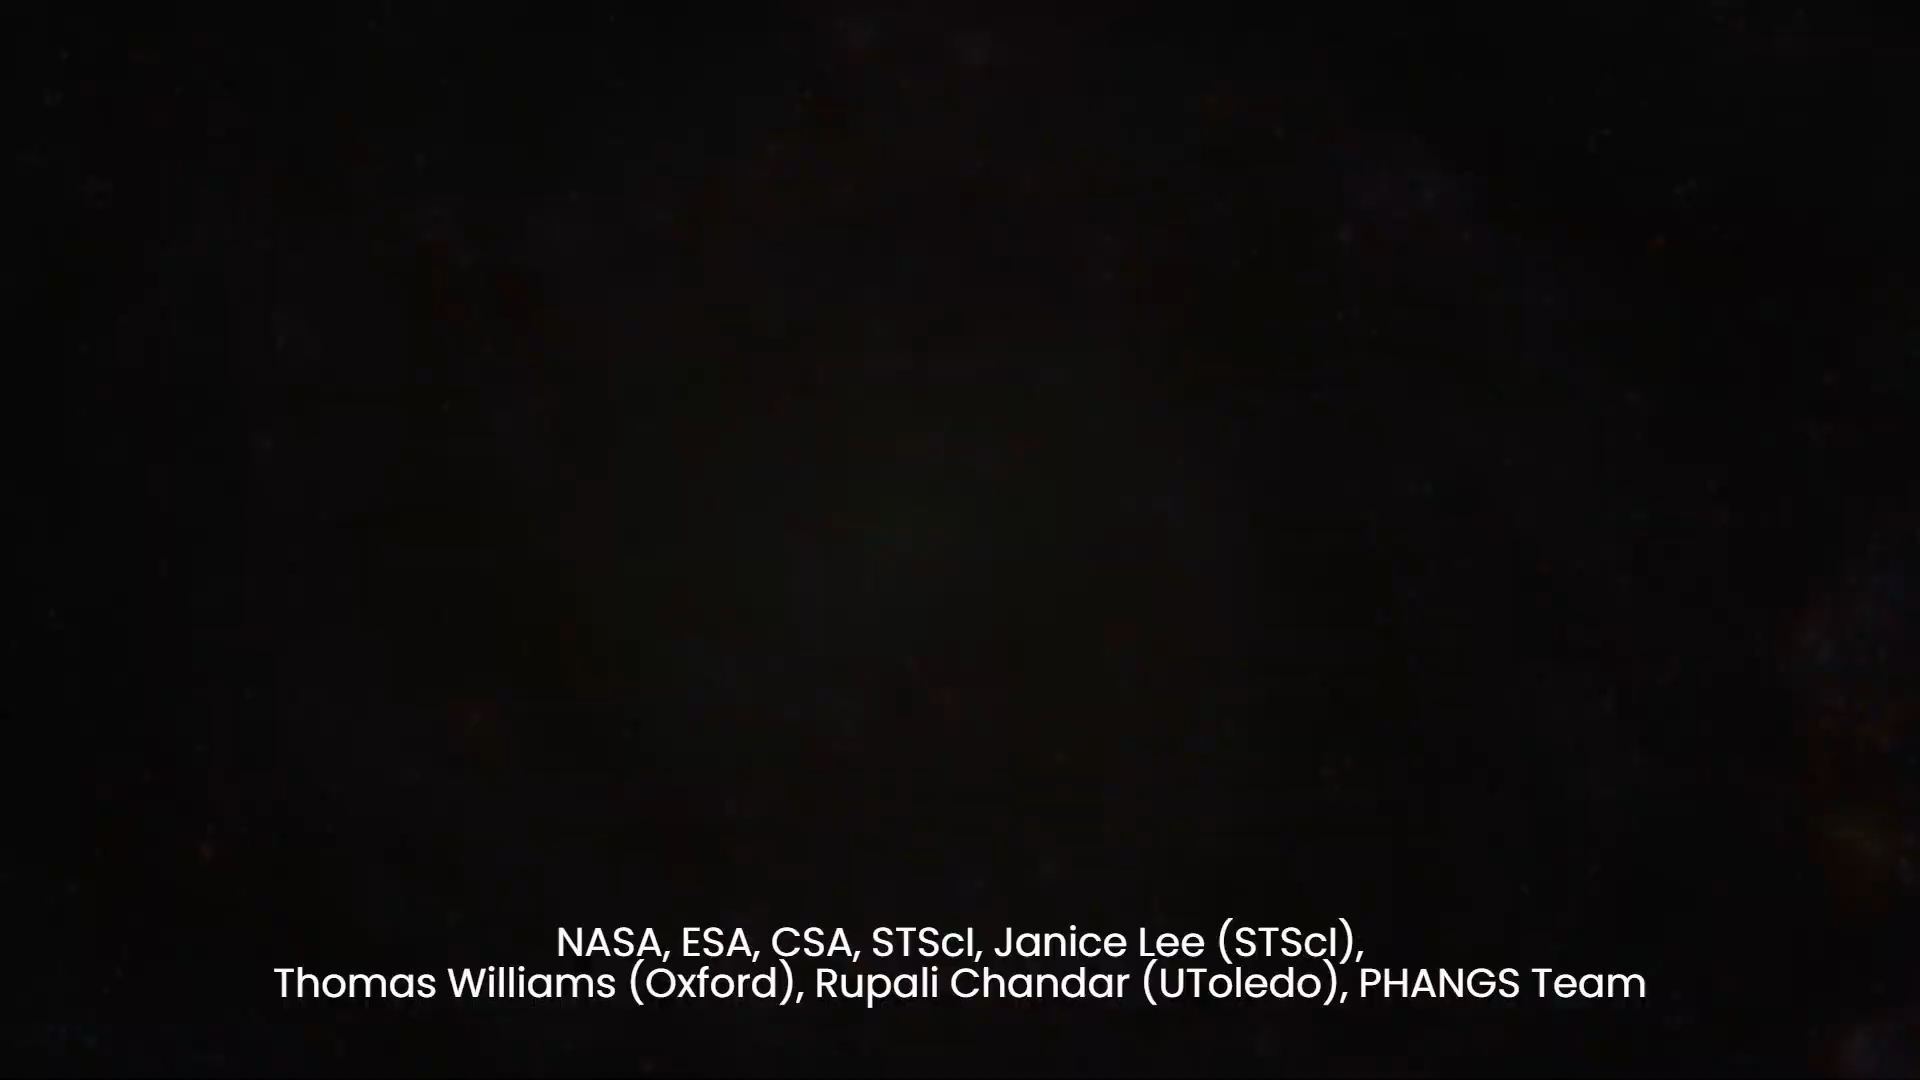 NASA, ESA, CSA, STScI, Janice Lee (STScI),
Thomas Williams (Oxford), Rupali Chandar (UToledo), PHANGS Team